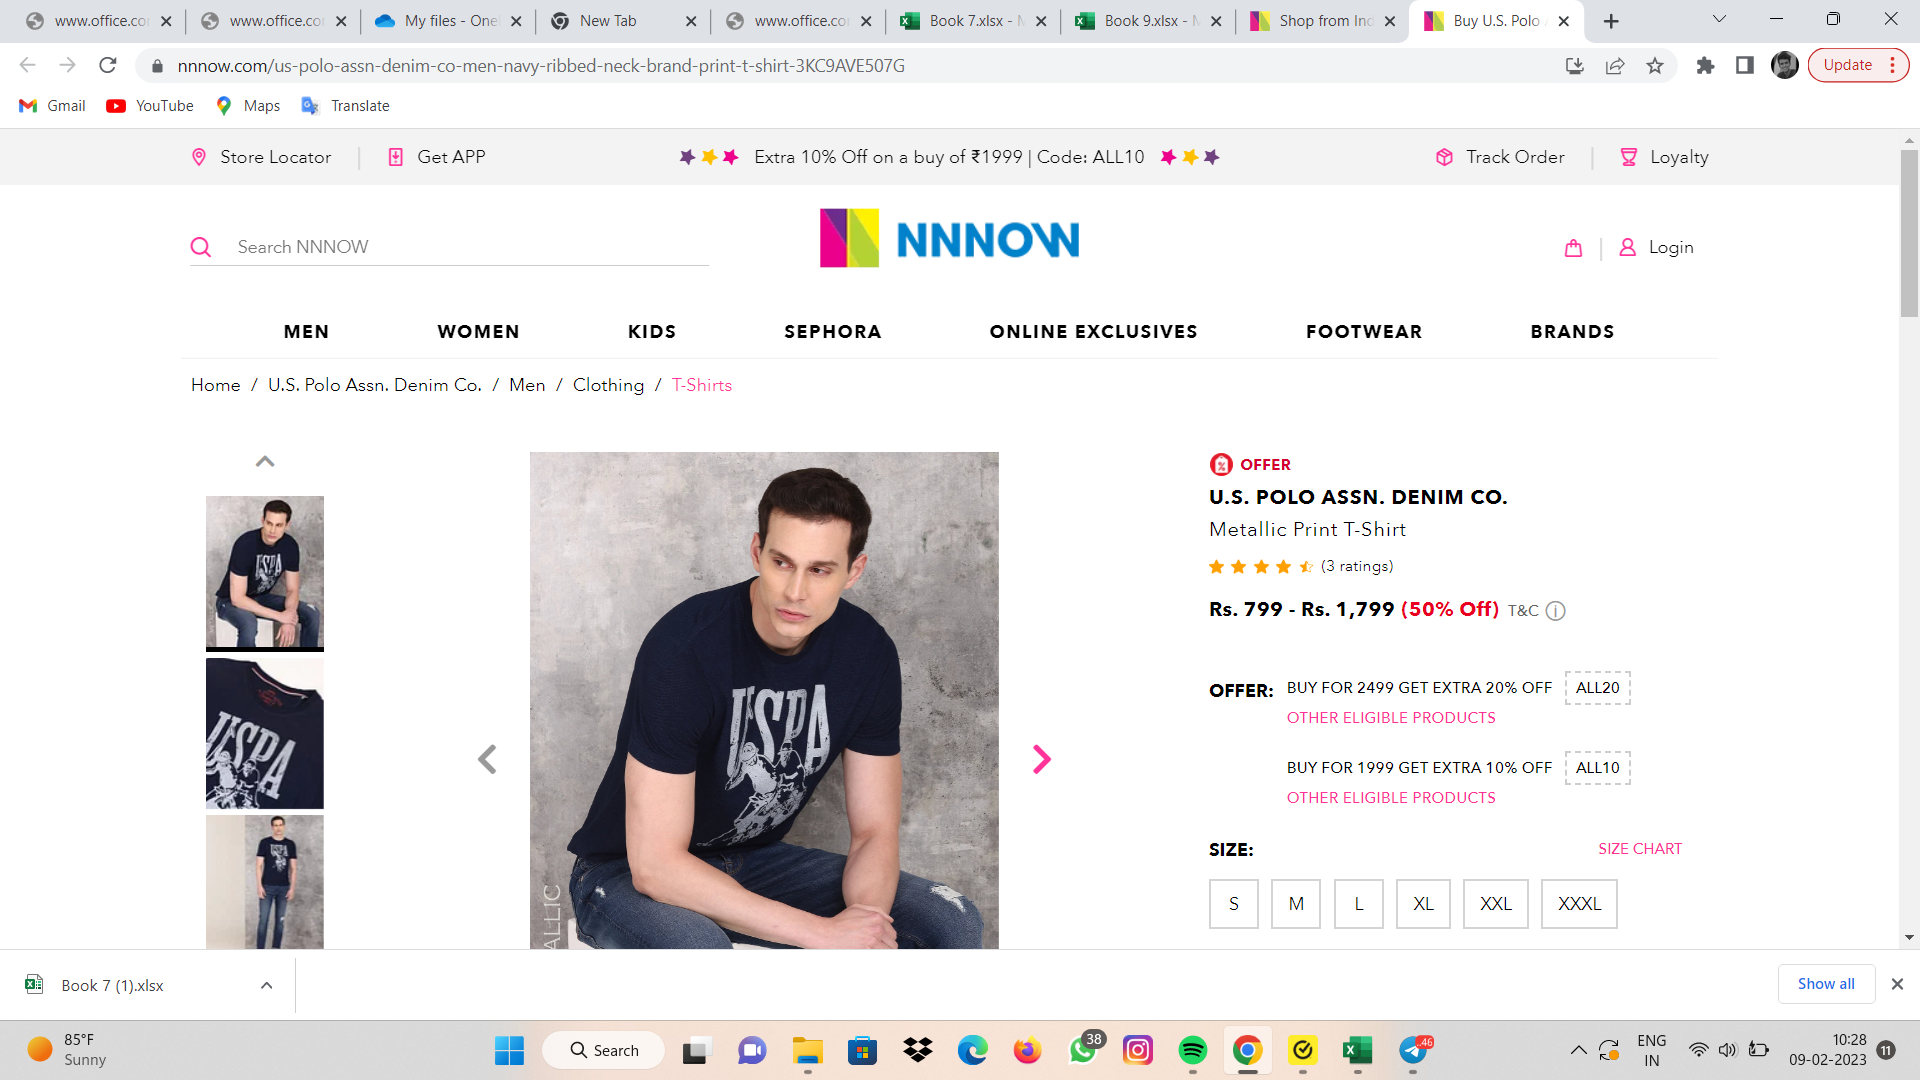 www.office.co
www.office.co
My files - One
New Tab
www.office.co
Book 7.xlsx - M
Book 9.xlsx - M
Shop from Ind
Buy U.S. Polo
nnnow.com/us-polo-assn-denim-co-men-navy-ribbed-neck-brand-print-t-shirt-3KC9AVE507G
Update
Gmail
YouTube
Maps
Translate
Store Locator
Get APP
Extra 10% Off on a buy of ₹1999 | Code: ALL10
Track Order
Loyalty
Search NNNOW
NNNOW
Login
MEN
WOMEN
KIDS
SEPHORA
ONLINE EXCLUSIVES
FOOTWEAR
BRANDS
Home / U.S. Polo Assn. Denim Co. / Men / Clothing / T-Shirts
USPA
USPA
USPA
ALLIC
OFFER
U.S. POLO ASSN. DENIM CO.
Metallic Print T-Shirt
(3 ratings)
Rs. 799 - Rs. 1,799 (50% Off) T&C
OFFER: BUY FOR 2499 GET EXTRA 20% OFF ALL20
OTHER ELIGIBLE PRODUCTS
BUY FOR 1999 GET EXTRA 10% OFF ALL10
OTHER ELIGIBLE PRODUCTS
SIZE:
SIZE CHART
S M L XL XXL XXXL
Book 7 (1).xlsx
Show all
85°F
Sunny
Search
38
46
ENG
IN
10:28
09-02-2023
11